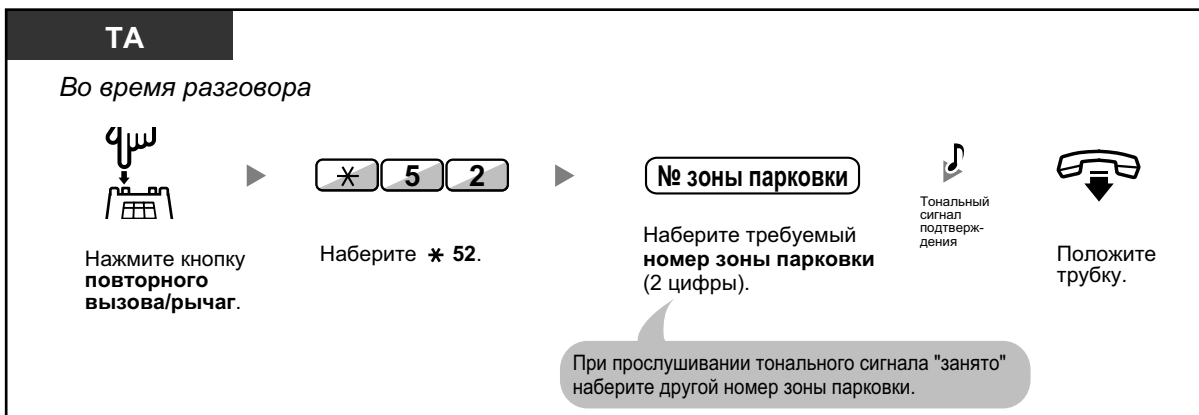 ТА
Во время разговора
✳ 5 2
№ зоны парковки
Нажмите кнопку
повторного
вызова/рычаг.
Наберите ✳ 52.
Наберите требуемый
номер зоны парковки
(2 цифры).
Тональный
сигнал
подтверж-
дения
Положите
трубку.
При прослушивании тонального сигнала "занято"
наберите другой номер зоны парковки.